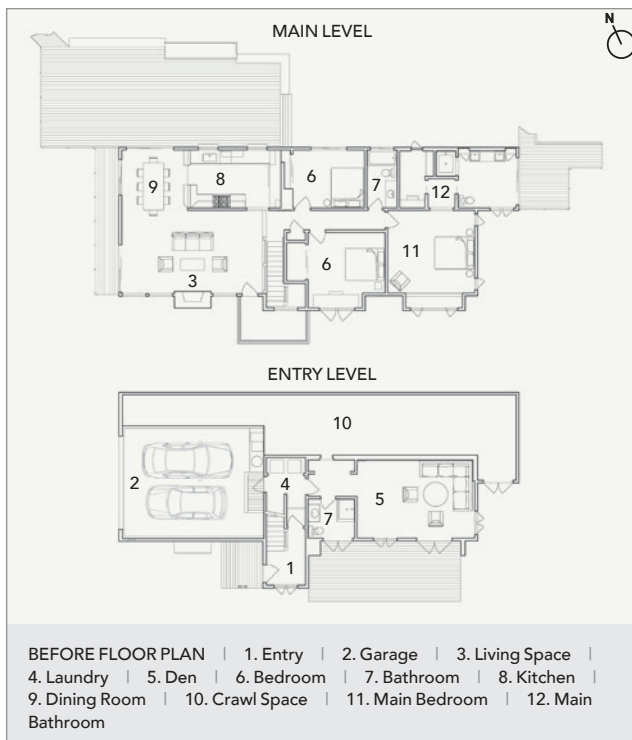 MAIN LEVEL
N
9
8
6
7
12
6
11
3
ENTRY LEVEL
10
2
4
5
7
1
BEFORE FLOOR PLAN | 1. Entry | 2. Garage | 3. Living Space |
4. Laundry | 5. Den | 6. Bedroom | 7. Bathroom | 8. Kitchen |
9. Dining Room | 10. Crawl Space | 11. Main Bedroom | 12. Main
Bathroom